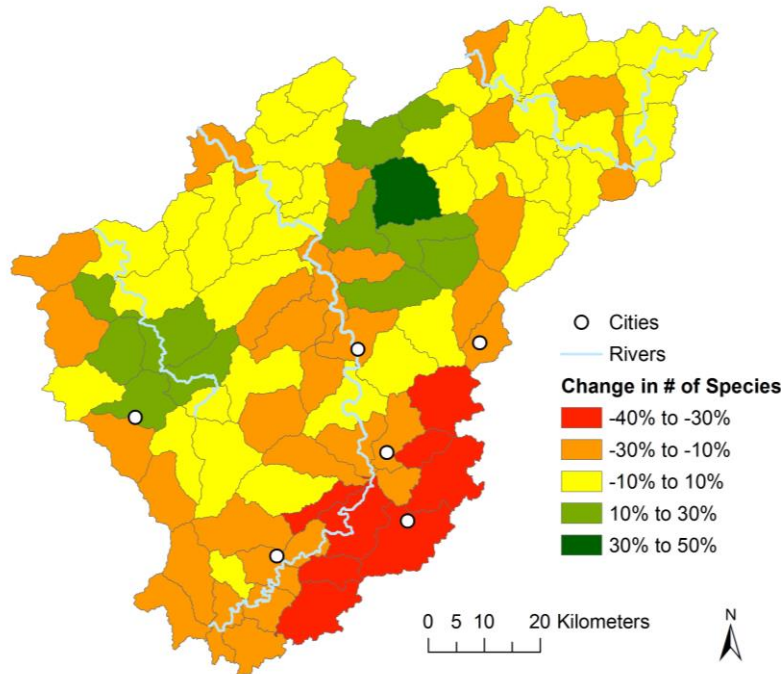 Cities
Rivers
Change in # of Species
-40% to -30%
-30% to -10%
-10% to 10%
10% to 30%
30% to 50%
0 5 10 20 Kilometers
N